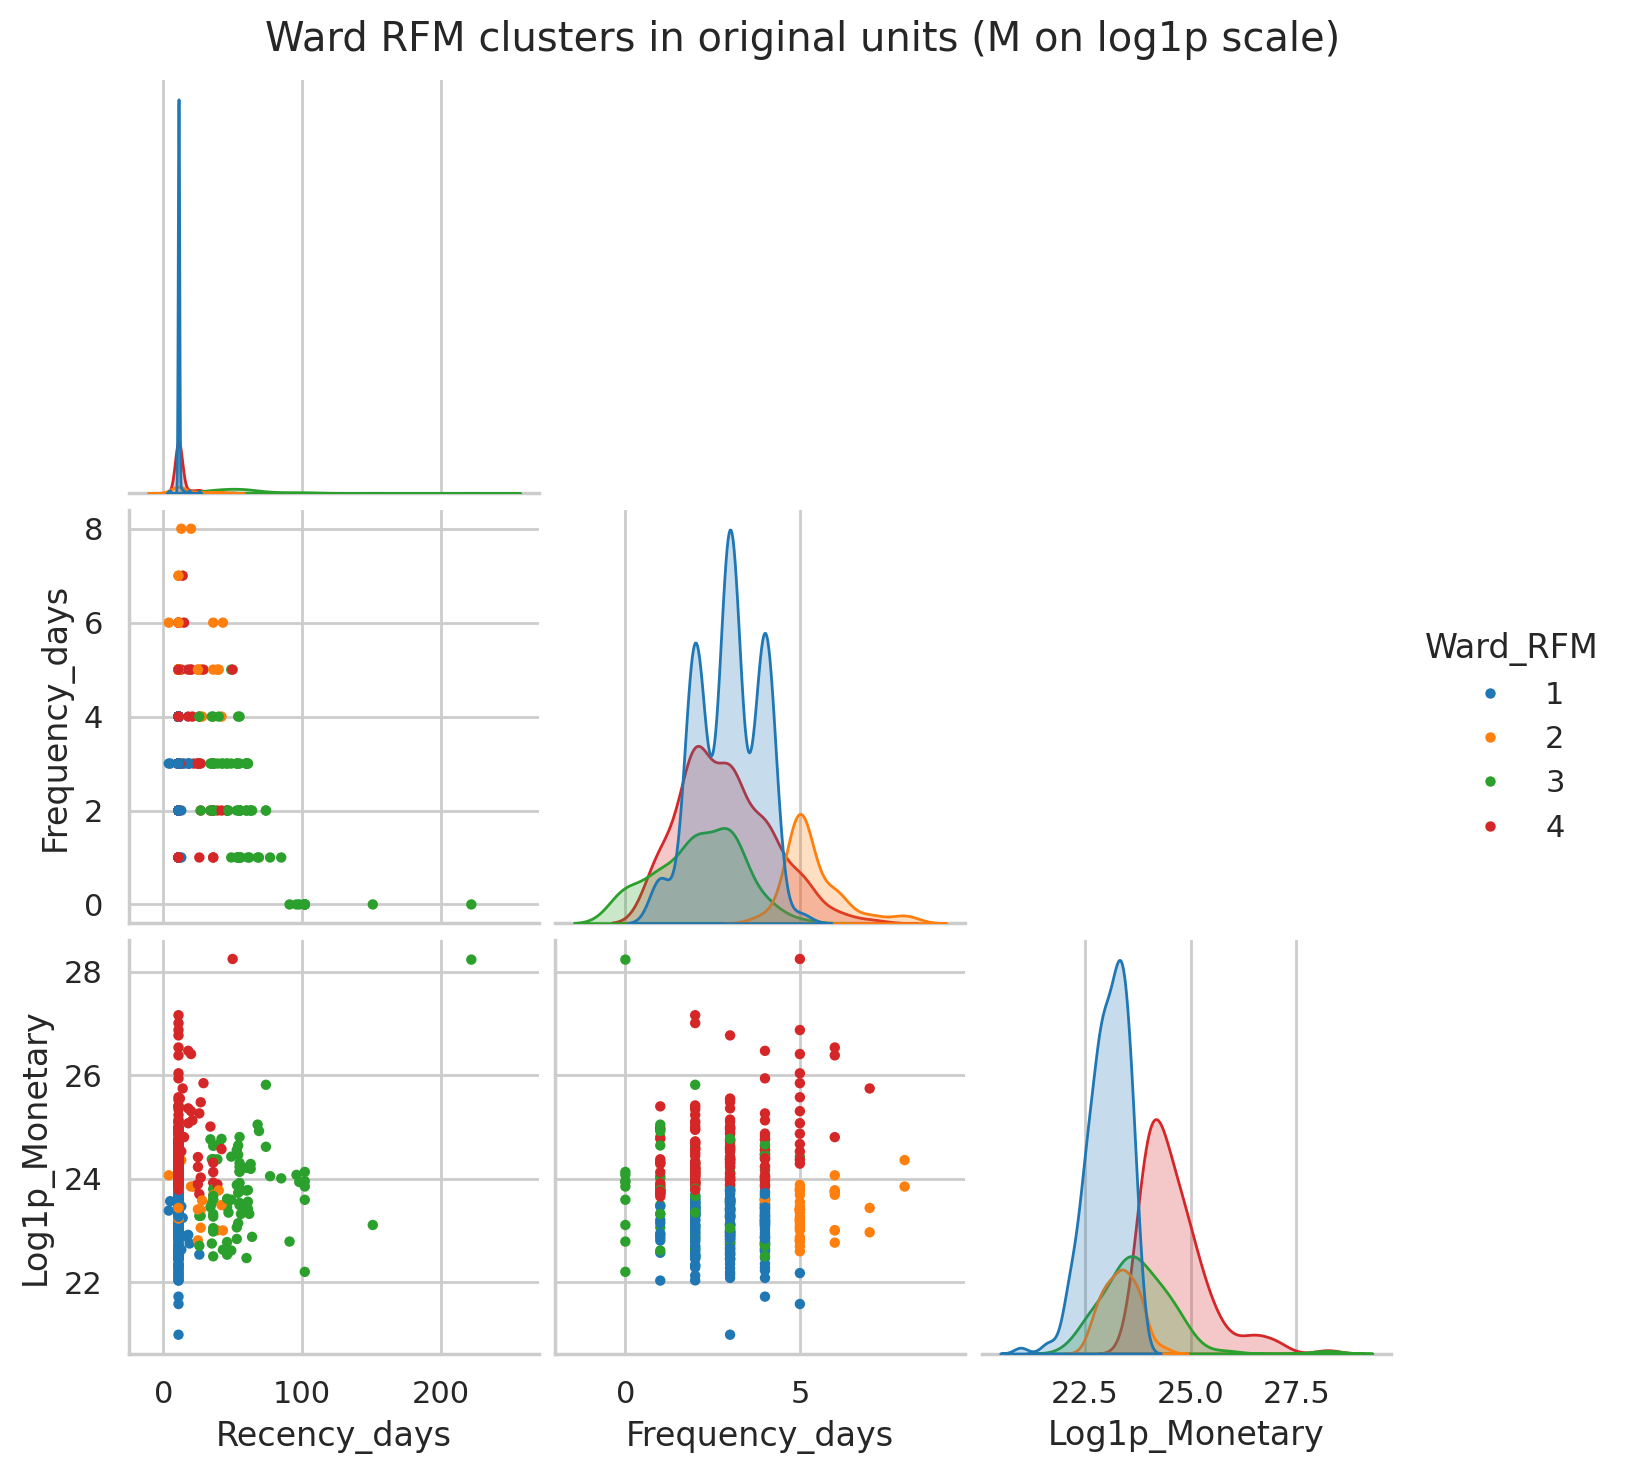 Ward RFM clusters in original units (M on log1p scale)
Frequency_days
8
6
4
2
0
Ward_RFM
1
2
3
4
Log1p_Monetary
28
26
24
22
0 100 200
0 5
22.5 25.0 27.5
Recency_days
Frequency_days
Log1p_Monetary